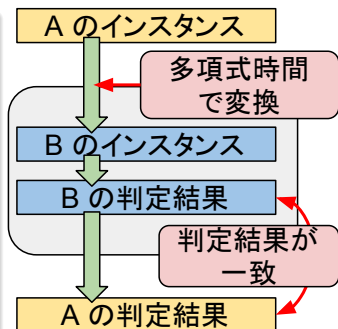 A のインスタンス
多項式時間
で変換
B のインスタンス
B の判定結果
判定結果が
一致
A の判定結果